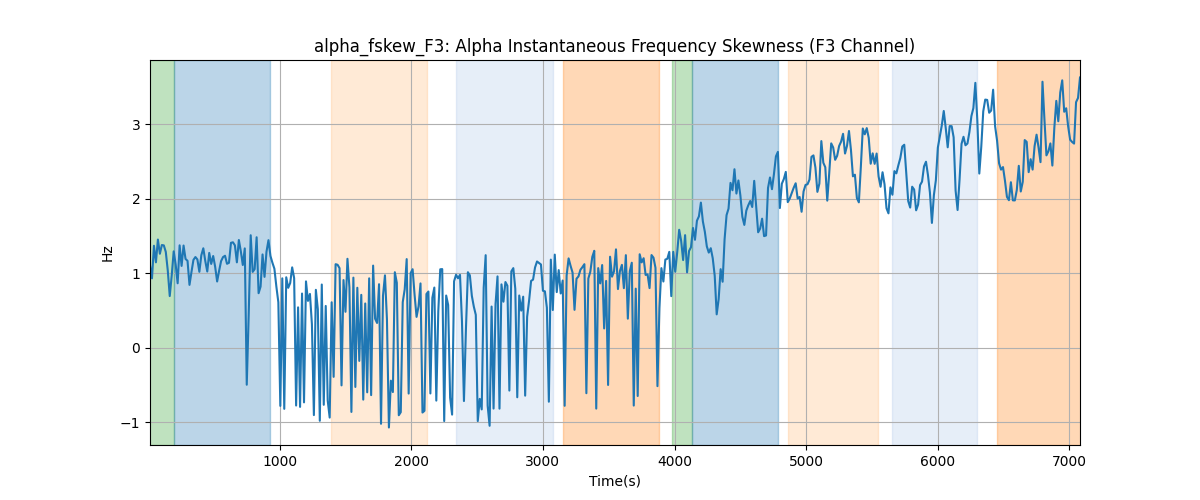 alpha_fskew_F3: Alpha Instantaneous Frequency Skewness (F3 Channel)
Hz
3
2
1
0
−1
1000 2000 3000 4000 5000 6000 7000
Time(s)